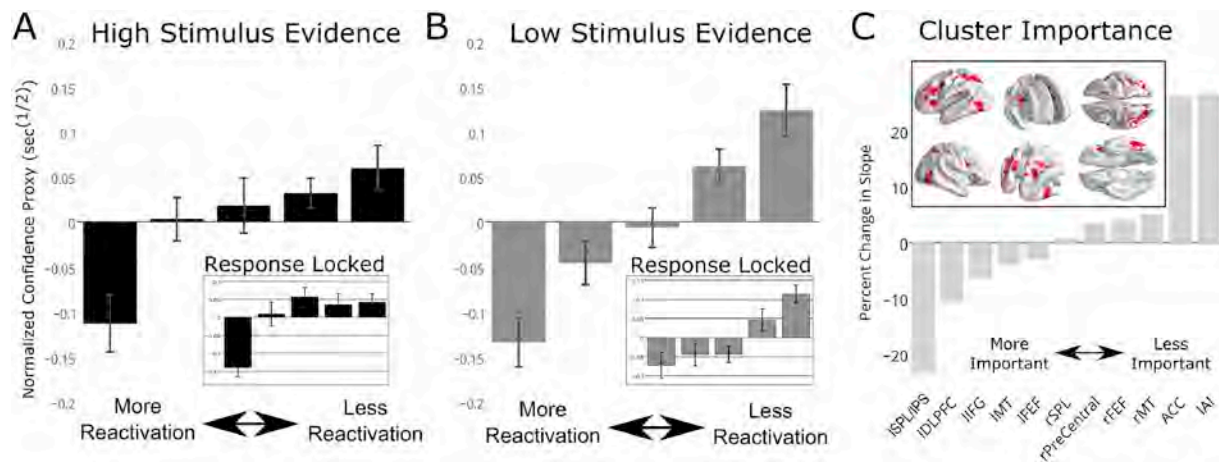 A
High Stimulus Evidence
Normalized Confidence Proxy (sec(1/2))
0.2
0.15
0.1
0.05
0
-0.05
-0.1
-0.15
-0.2
Response Locked
More
Reactivation
Less
Reactivation
B
Low Stimulus Evidence
0.2
0.15
0.1
0.05
0
-0.05
-0.1
-0.15
-0.2
Response Locked
More
Reactivation
Less
Reactivation
C
Cluster Importance
Percent Change in Slope
20
10
0
-10
-20
More
Important
Less
Important
lSPL/IPS
lDLPFC
lIFG
lMT
lFEF
rSPL
rPreCentral
rFEF
rMT
ACC
lAI